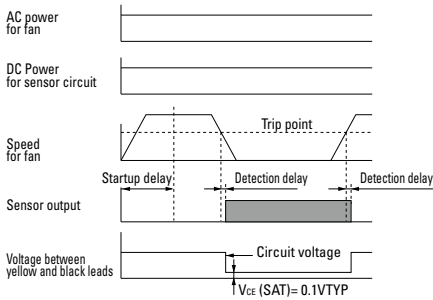 AC power
for fan
DC Power
for sensor circuit
Trip point
Speed
for fan
Startup delay
Detection delay
Detection delay
Sensor output
Circuit voltage
Voltage between
yellow and black leads
VCE (SAT)= 0.1VTYP